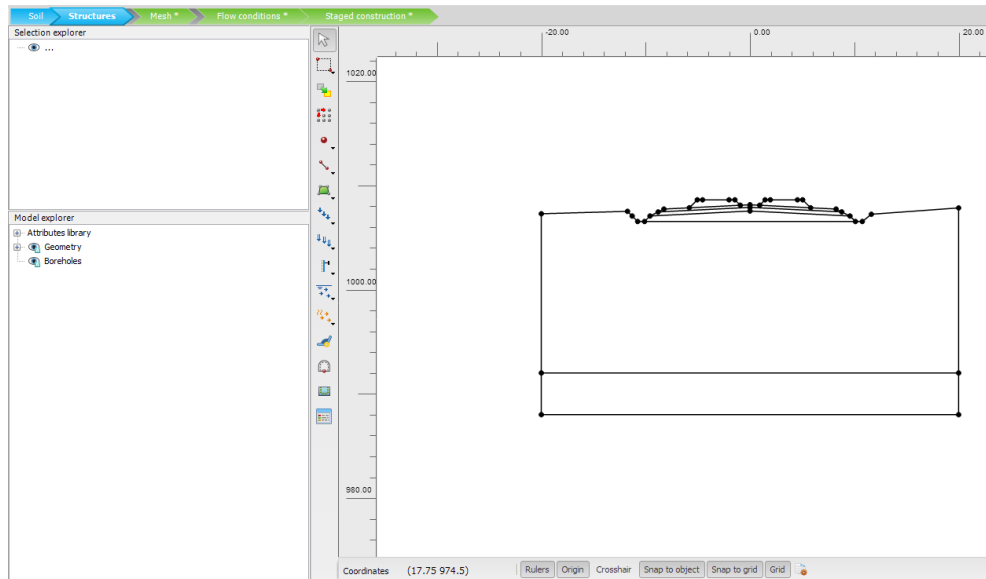 Soil Structures Mesh * Flow conditions * Staged construction *
Selection explorer
...
Model explorer
Attributes library
Geometry
Boreholes
-20.00 0.00 20.00
1020.00
1000.00
980.00
Coordinates (17.75 974.5) Rulers Origin Crosshair Snap to object Snap to grid Grid